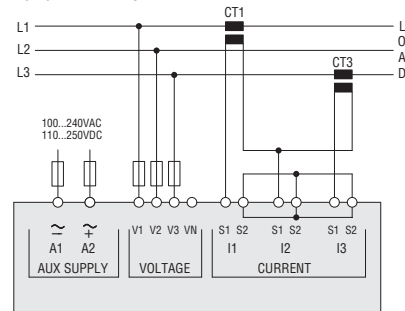 CT1
L1 L
L2 O
A
CT3
L3 D
100...240VAC
110...250VDC
V1 V2 V3 VN S1 S2 S1 S2 S1 S2
A1 A2 I1 I2 I3
AUX SUPPLY VOLTAGE CURRENT